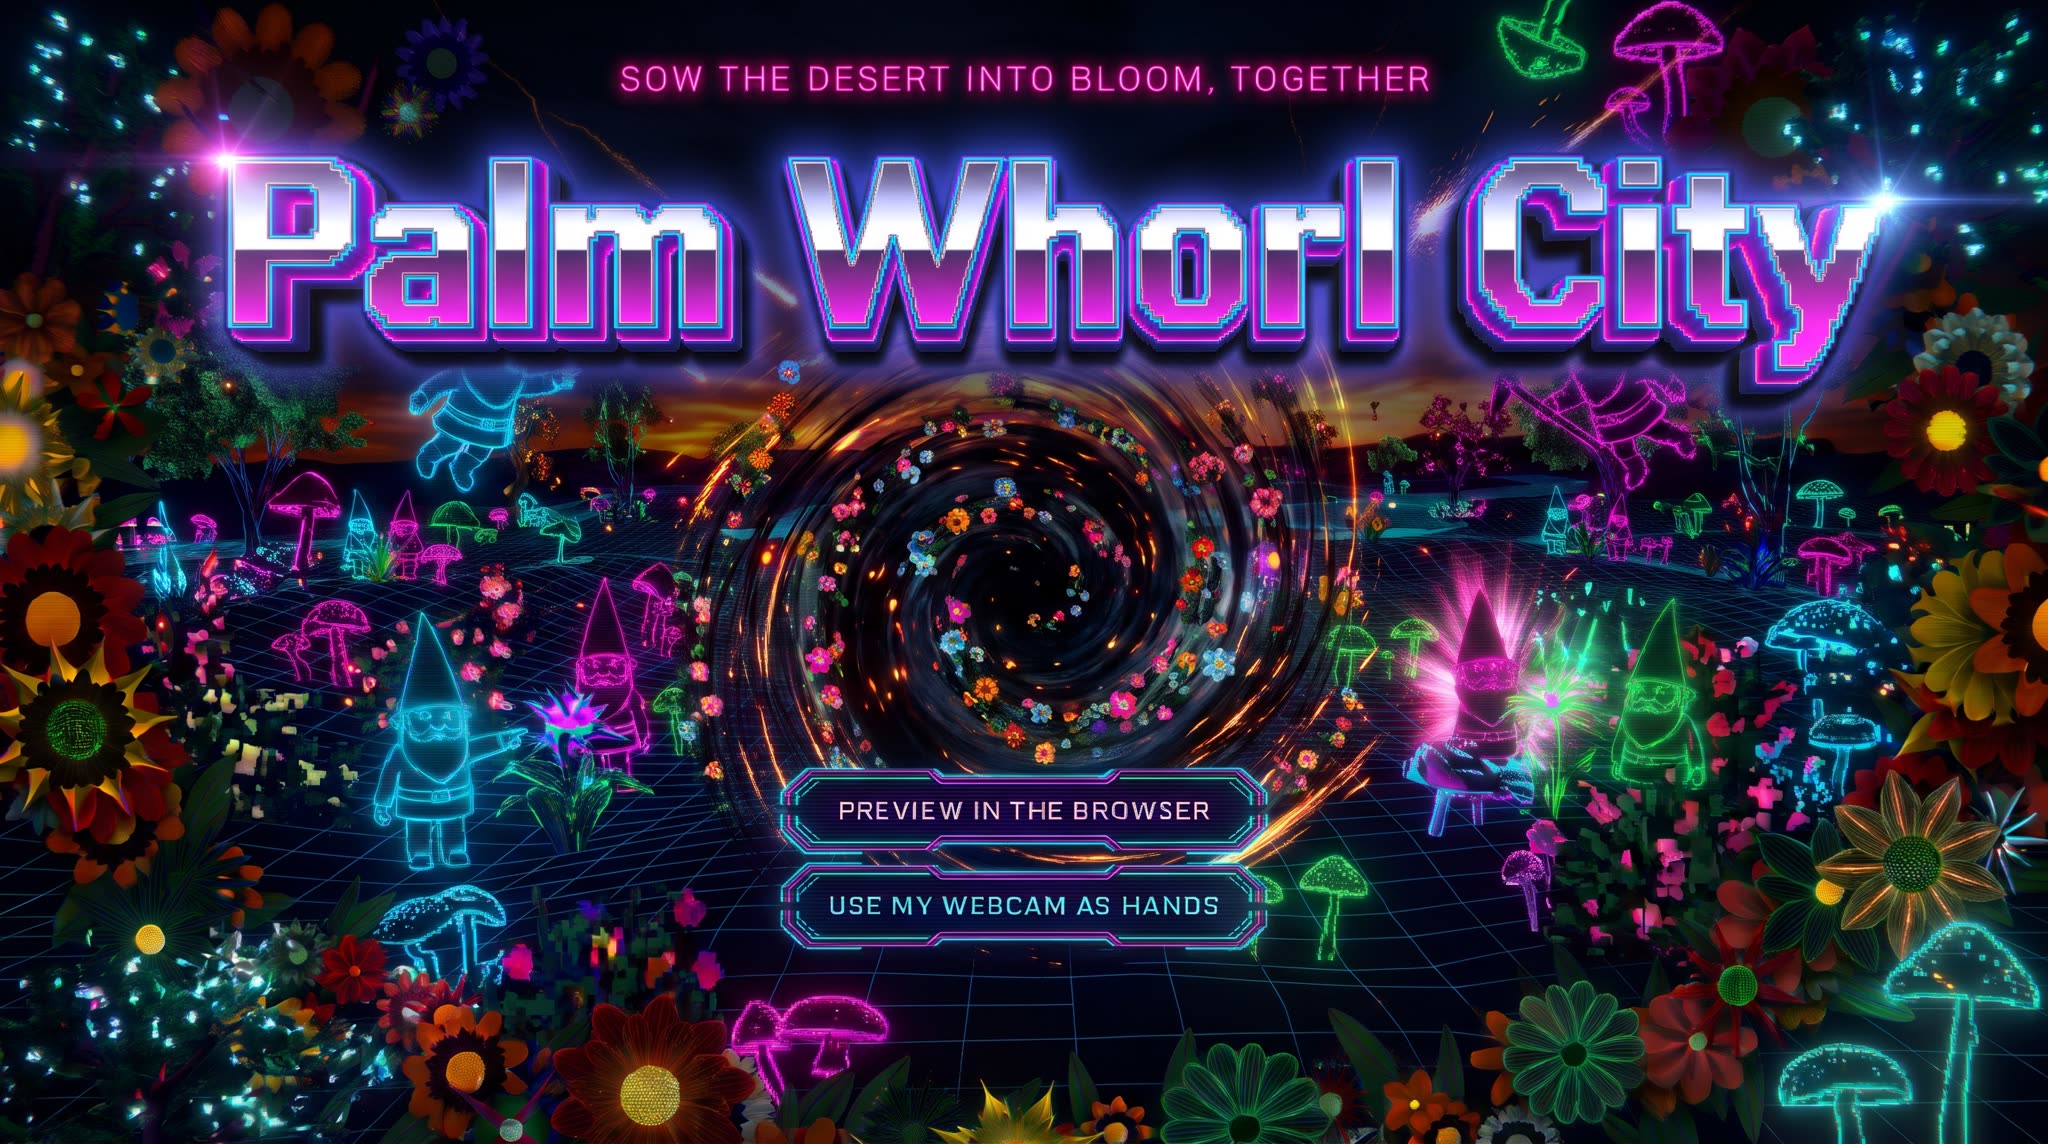 SOW THE DESERT INTO BLOOM, TOGETHER
Palm Whorl City
PREVIEW IN THE BROWSER
USE MY WEBCAM AS HANDS